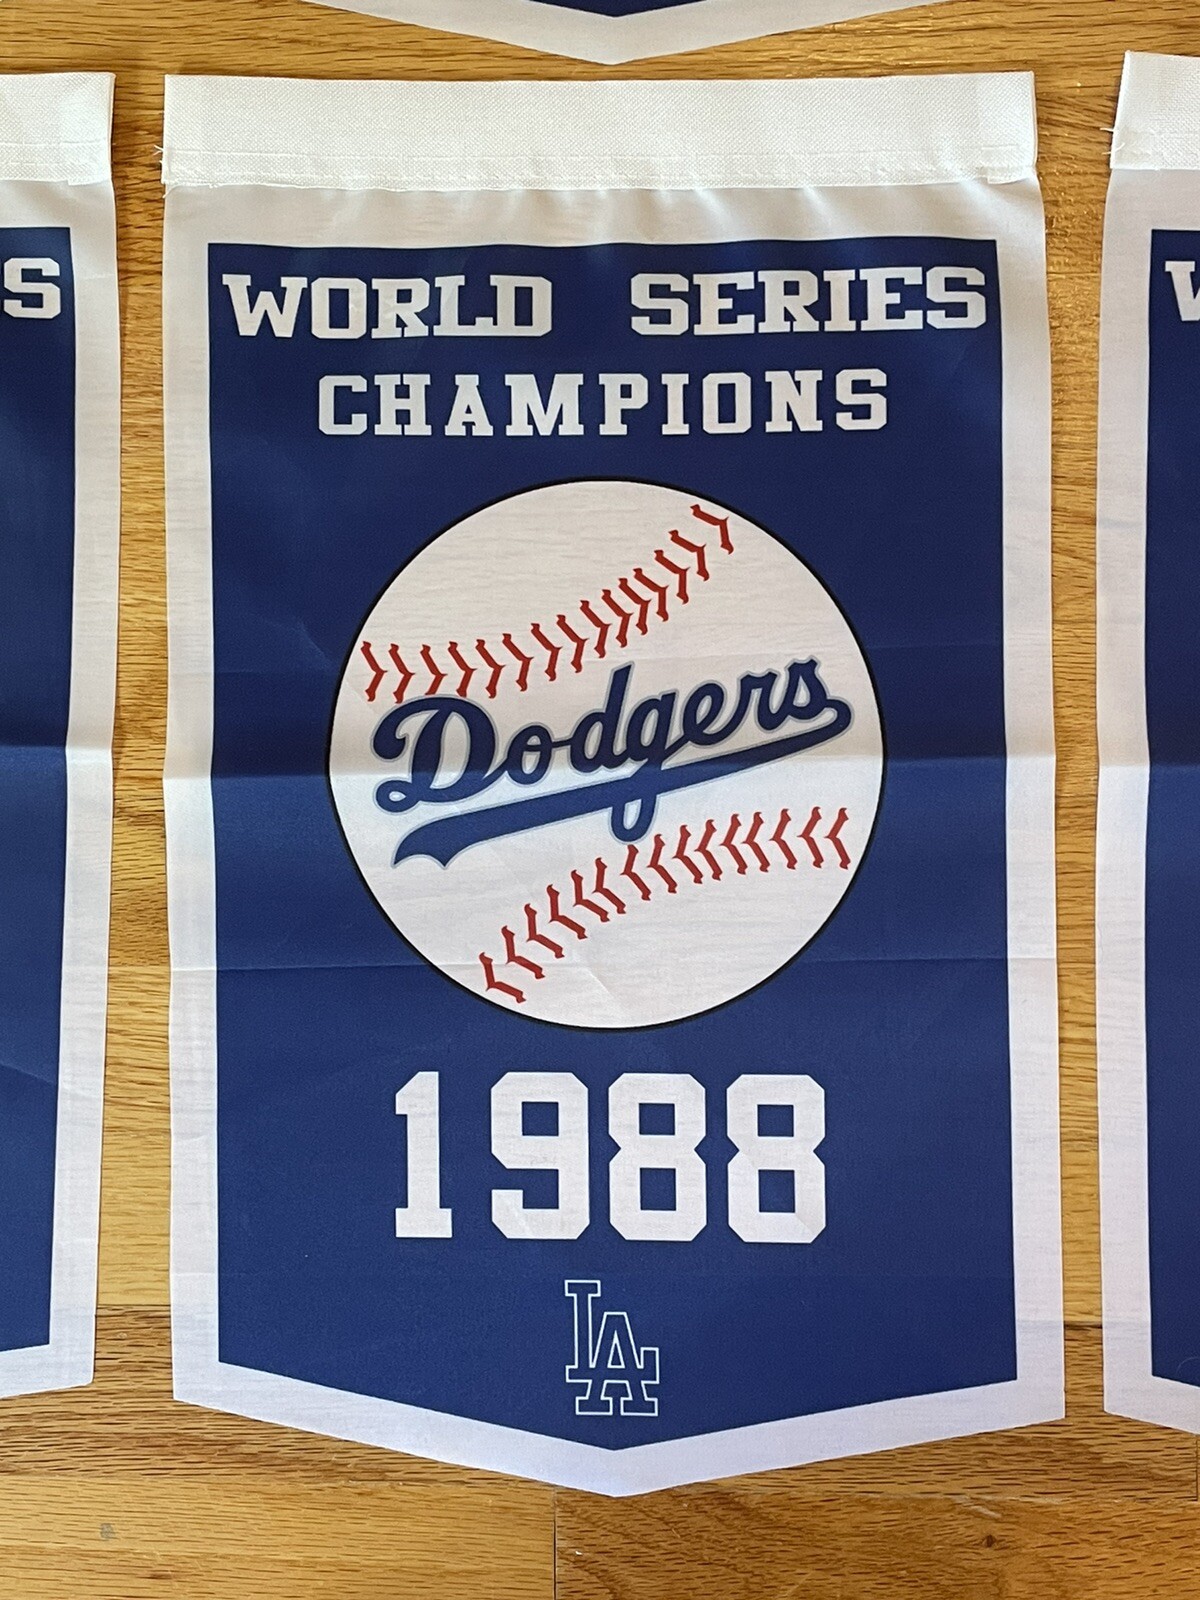 WORLD SERIES
CHAMPIONS
Dodgers
1988
LA
S
W